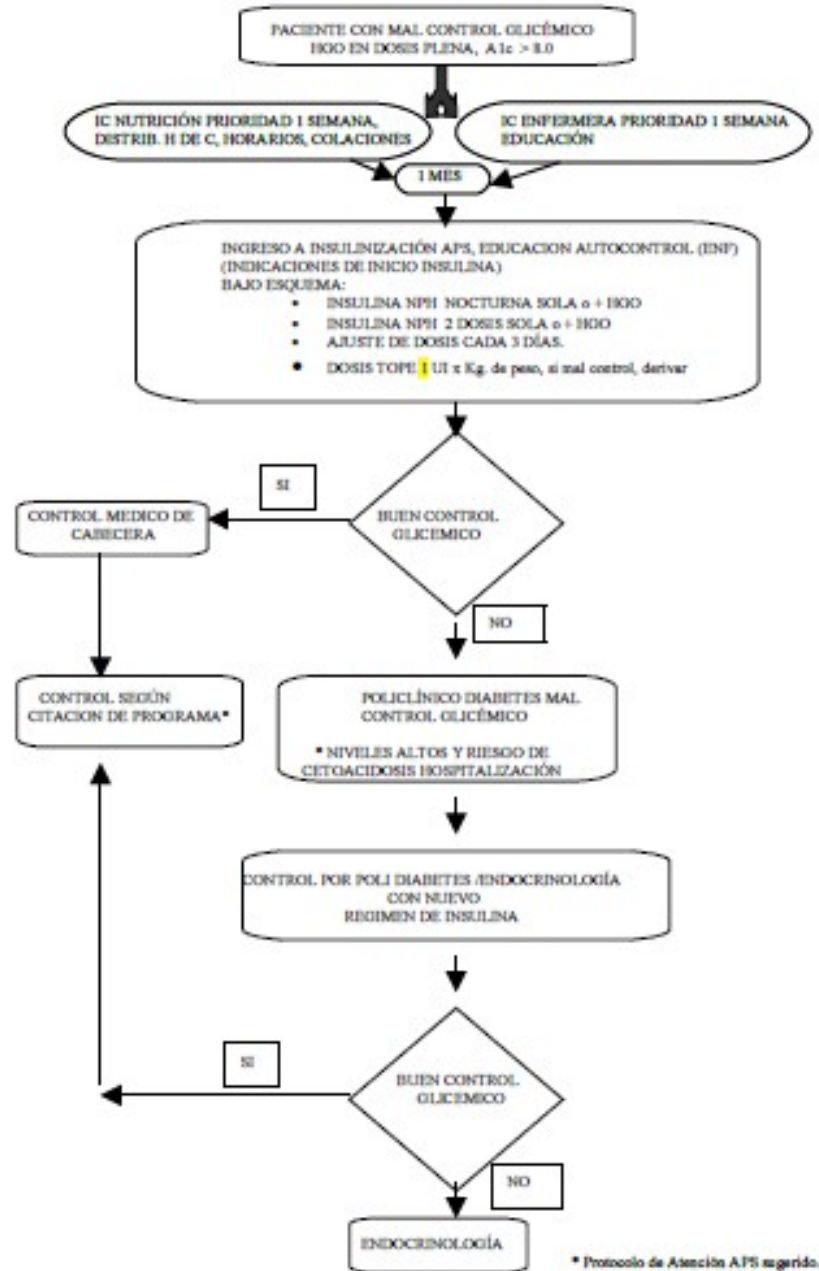 PACIENTE CON MAL CONTROL GLICÉMICO
HGO EN DOSIS PLENA, A1c > 8.0
IC NUTRICIÓN PRIORIDAD 1 SEMANA,
DISTRIB. H DE C, HORARIOS, COLACIONES
IC ENFERMERA PRIORIDAD 1 SEMANA
EDUCACIÓN
1 MES
INGRESO A INSULINIZACIÓN APS, EDUCACION AUTOCONTROL (ENF)
(INDICACIONES DE INICIO INSULINA)
BAJO ESQUEMA:
• INSULINA NPH NOCTURNA SOLA o + HGO
• INSULINA NPH 2 DOSIS SOLA o + HGO
• AJUSTE DE DOSIS CADA 3 DÍAS.
• DOSIS TOPE 1 UI x Kg. de peso, si mal control, derivar
SI
BUEN CONTROL
GLICEMICO
CONTROL MEDICO DE
CABECERA
NO
CONTROL SEGÚN
CITACION DE PROGRAMA*
POLICLÍNICO DIABETES MAL
CONTROL GLICÉMICO
* NIVELES ALTOS Y RIESGO DE
CETOACIDOSIS HOSPITALIZACIÓN
CONTROL POR POLI DIABETES /ENDOCRINOLOGÍA
CON NUEVO
REGIMEN DE INSULINA
SI
BUEN CONTROL
GLICEMICO
NO
ENDOCRINOLOGÍA
* Protocolo de Atención APS sugerido.